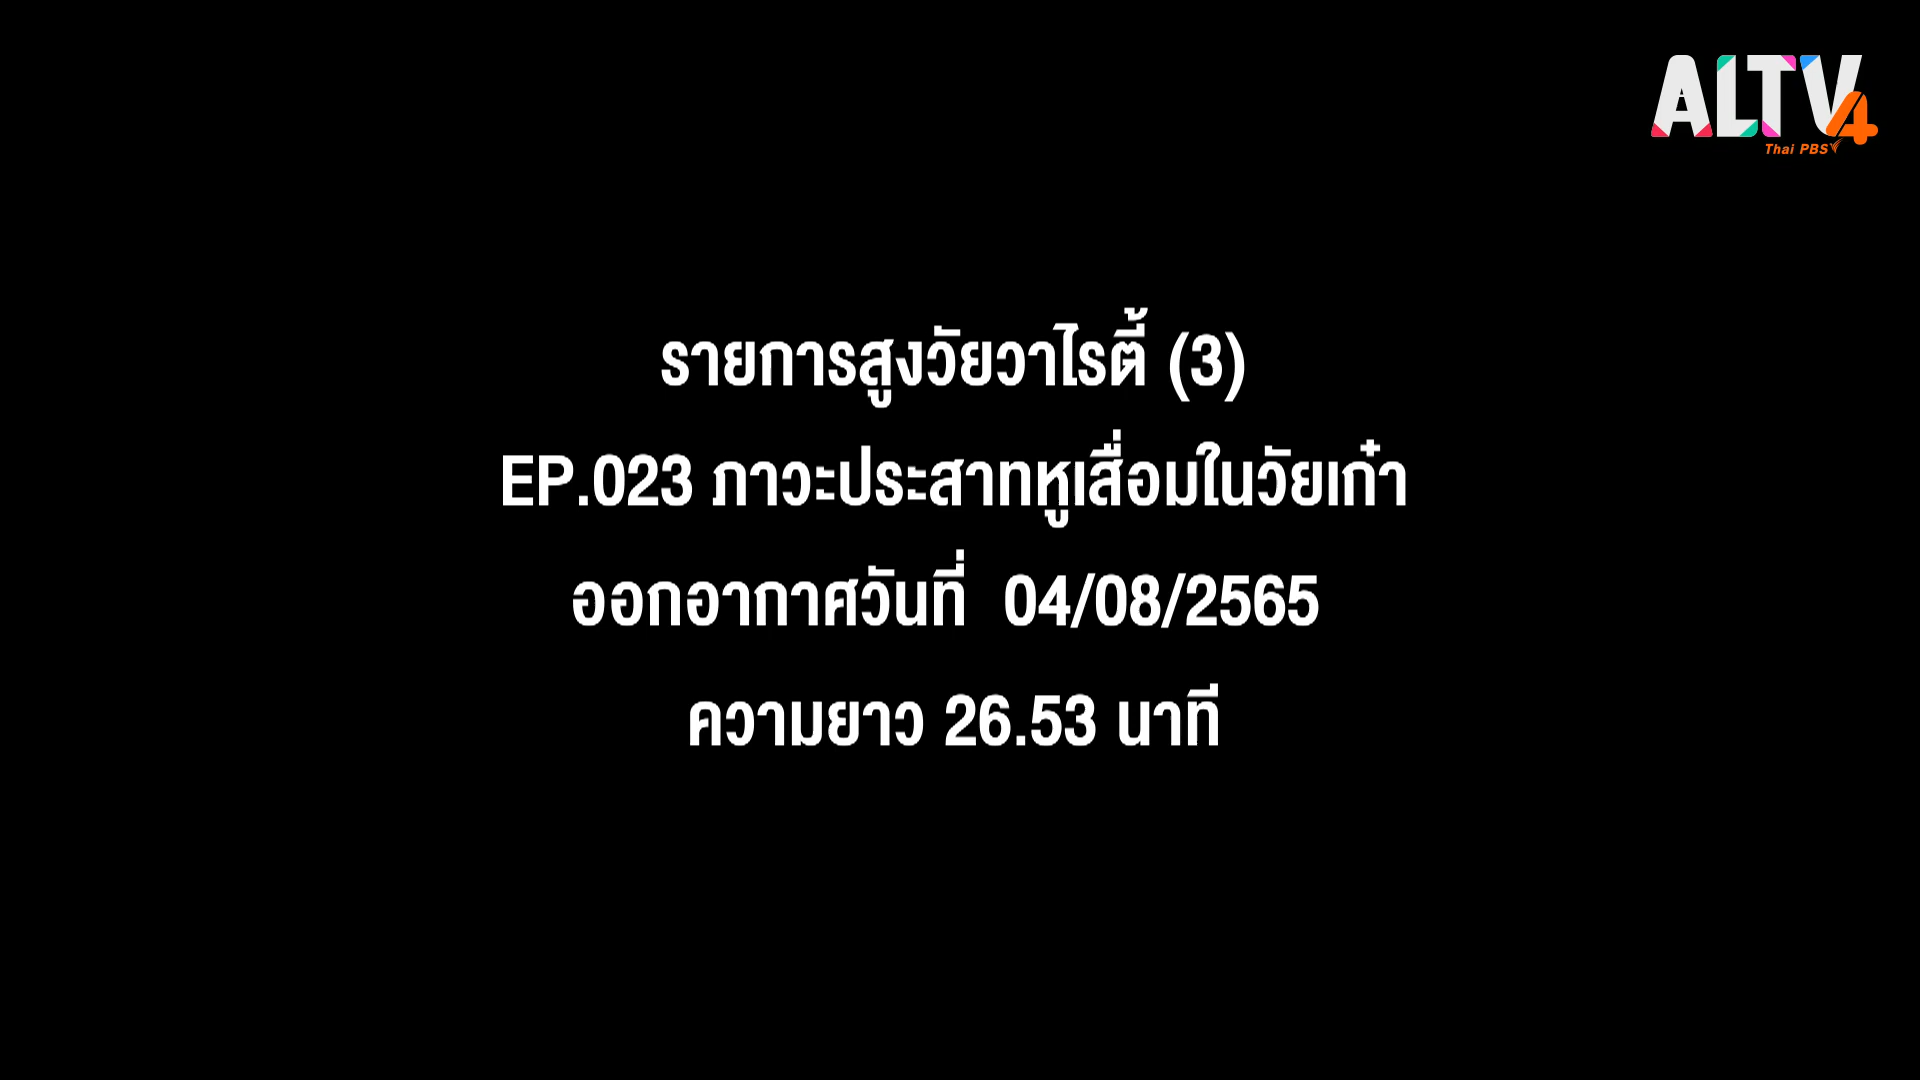 ALTV 4
Thai PBS
รายการสูงวัยวาไรตี้ (3)
EP.023 ภาวะประสาทหูเสื่อมในวัยเก๋า
ออกอากาศวันที่ 04/08/2565
ความยาว 26.53 นาที